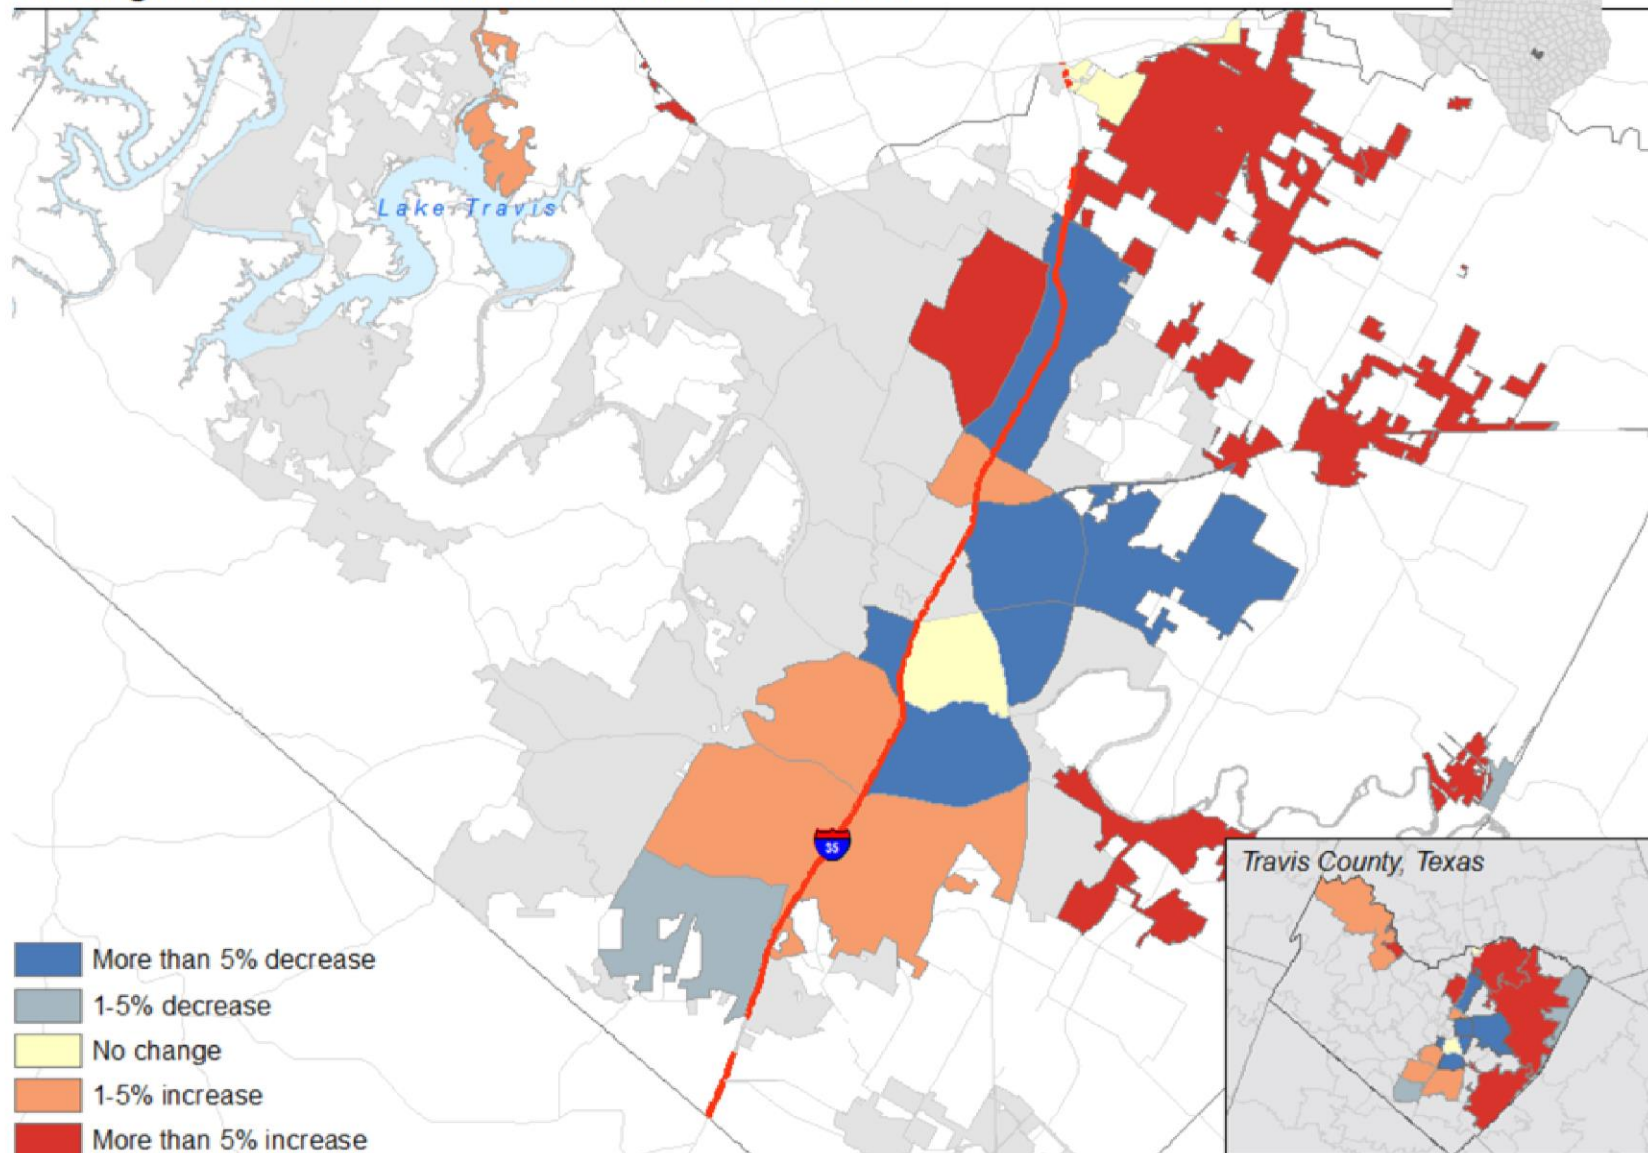 Lake Travis
35
Travis County, Texas
More than 5% decrease
1-5% decrease
No change
1-5% increase
More than 5% increase